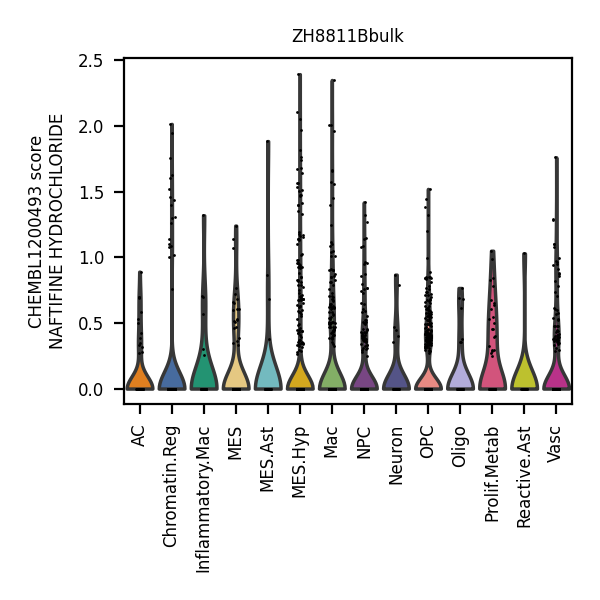 ZH8811Bbulk
CHEMBL1200493 score
NAFTIFINE HYDROCHLORIDE
2.5
2.0
1.5
1.0
0.5
0.0
AC
Chromatin.Reg
Inflammatory.Mac
MES
MES.Ast
MES.Hyp
Mac
NPC
Neuron
OPC
Oligo
Prolif.Metab
Reactive.Ast
Vasc